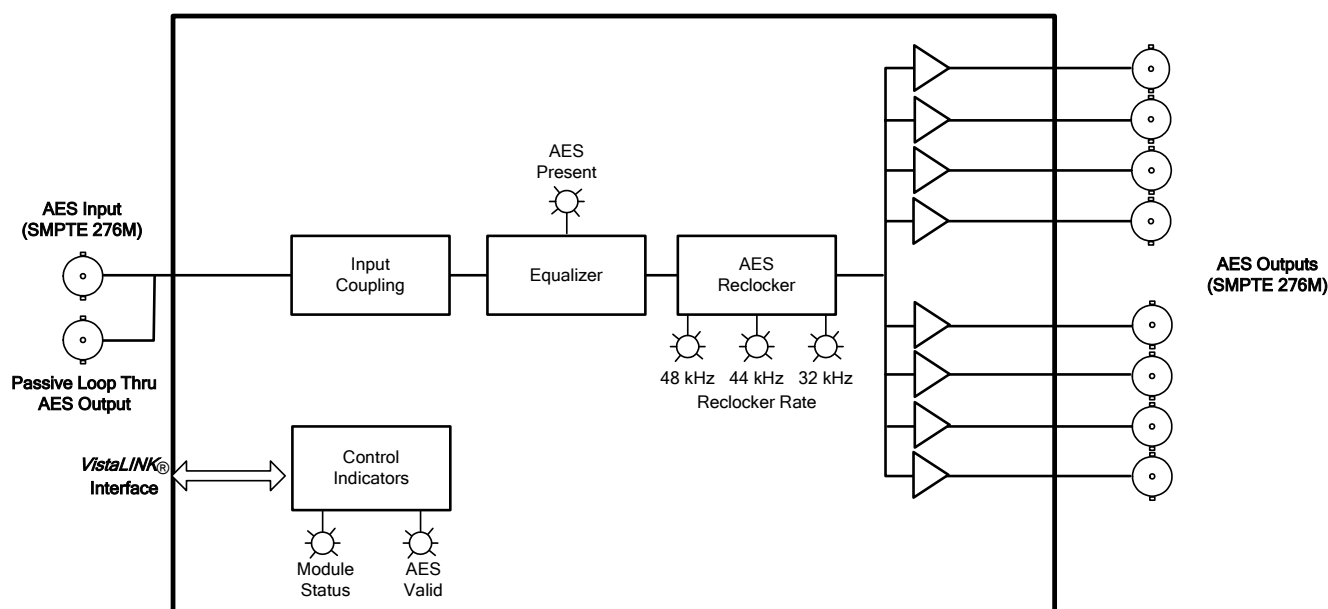 AES
Present
AES Input
(SMPTE 276M)
Input
Coupling
Equalizer
AES
Reclocker
AES Outputs
(SMPTE 276M)
Passive Loop Thru
AES Output
48 kHz
44 kHz
32 kHz
Reclocker Rate
VistaLINK®
Interface
Control
Indicators
Module
Status
AES
Valid